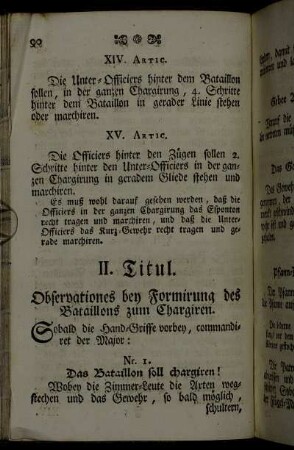 90
XIV. Artic.
Die Unter-Officiers hinter dem Bataillon
sollen, in der ganzen Chargirung, 4. Schritte
hinter dem Bataillon in gerader Linie stehen
oder marchiren.
XV. Artic.
Die Officiers hinter den Zügen sollen 2.
Schritte hinter den Unter-Officiers in der gan-
zen Chargirung in geradem Gliede stehen und
marchiren.
Es muß wohl darauf gesehen werden, daß die
Officiers in der ganzen Chargirung das Esponton
recht tragen und marchiren, und daß die Unter-
Officiers das Kurz-Gewehr recht tragen und ge-
rade marchiren.
II. Titul.
Observationes bey Formirung des
Bataillons zum Chargiren.
Sobald die Hand-Griffe vorbey, commandi-
ret der Major:
Nr. 1.
Das Bataillon soll chargiren!
Wobey die Zimmer-Leute die Axten weg-
stechen und das Gewehr, so bald möglich,
schultern,